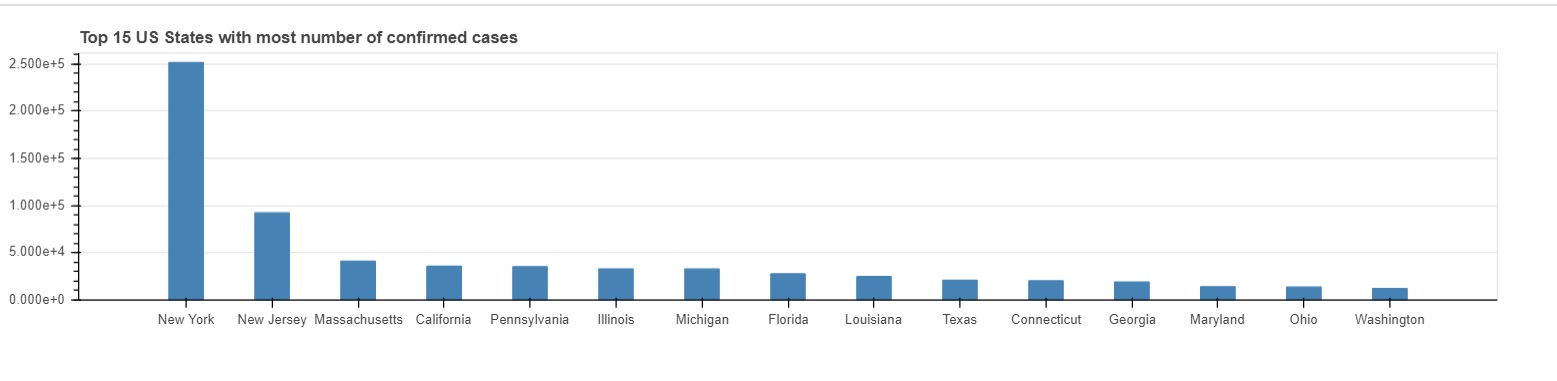 Top 15 US States with most number of confirmed cases
2.500e+5
2.000e+5
1.500e+5
1.000e+5
5.000e+4
0.000e+0
New York New Jersey Massachusetts California Pennsylvania Illinois Michigan Florida Louisiana Texas Connecticut Georgia Maryland Ohio Washington